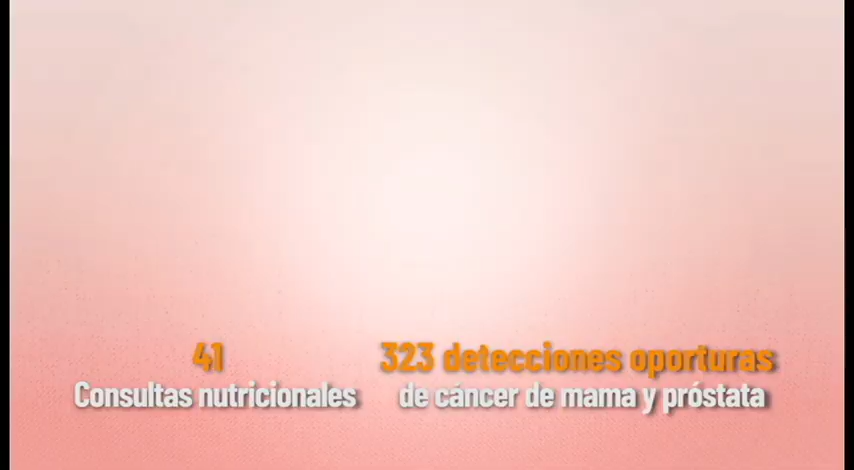 41
Consultas nutricionales
323 detecciones oporturas
de cáncer de mama y próstata